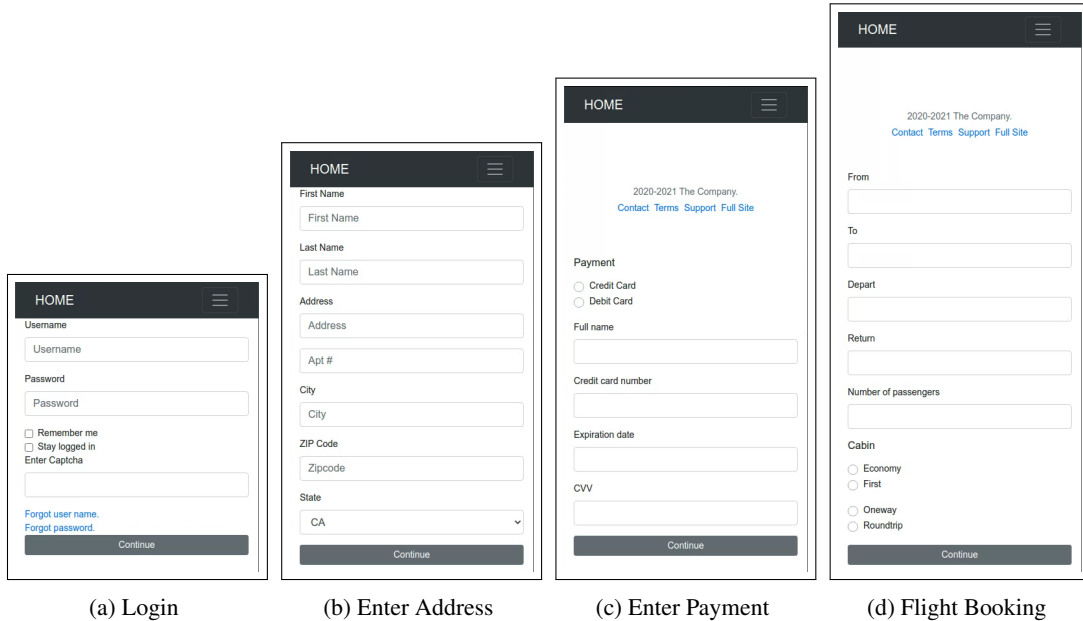 HOME
Username
Username
Password
Password
Remember me
Stay logged in
Enter Captcha
Forgot user name.
Forgot password.
Continue
(a) Login
HOME
First Name
First Name
Last Name
Last Name
Address
Address
Apt #
City
City
ZIP Code
Zipcode
State
CA
Continue
(b) Enter Address
HOME
2020-2021 The Company.
Contact Terms Support Full Site
Payment
Credit Card
Debit Card
Full name
Credit card number
Expiration date
CVV
Continue
(c) Enter Payment
HOME
2020-2021 The Company.
Contact Terms Support Full Site
From
To
Depart
Return
Number of passengers
Cabin
Economy
First
Oneway
Roundtrip
Continue
(d) Flight Booking